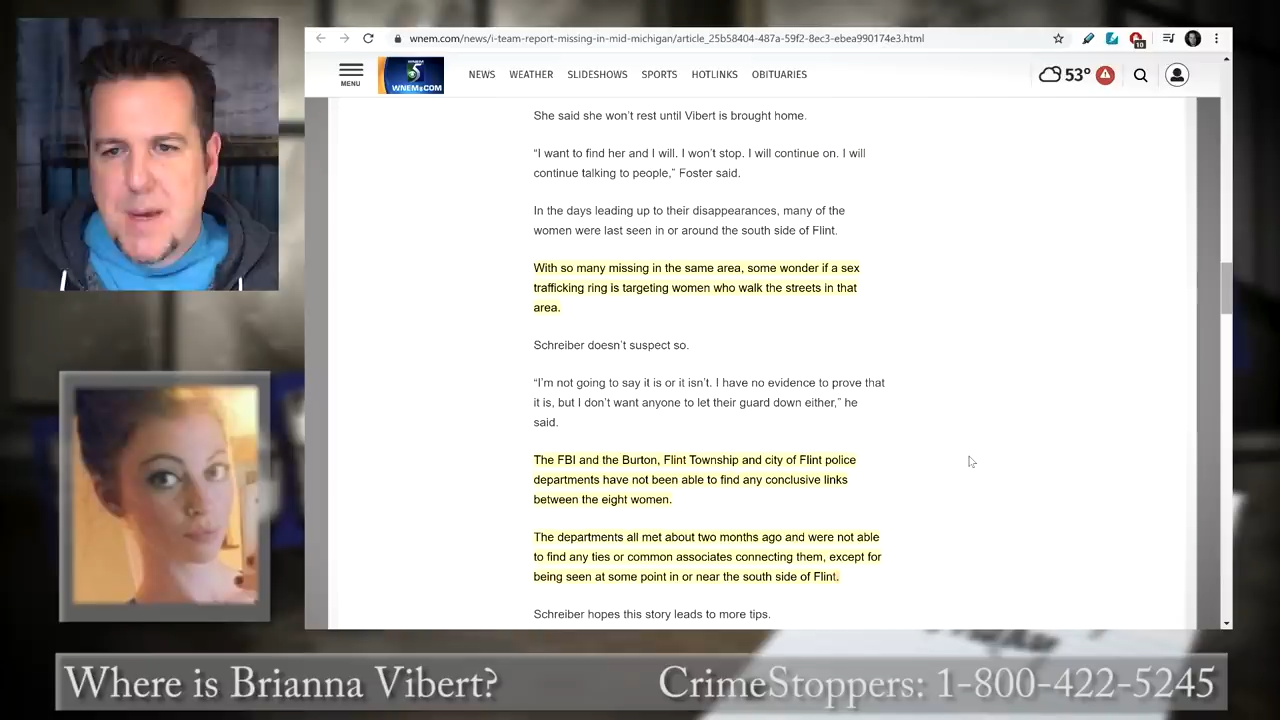 wnem.com/news/i-team-report-missing-in-mid-michigan/article_25b58404-487a-59f2-8ec3-ebea990174e3.html
10
MENU
WNEM
5
WNEM.COM
NEWS WEATHER SLIDESHOWS SPORTS HOTLINKS OBITUARIES
53°
She said she won't rest until Vibert is brought home.
“I want to find her and I will. I won't stop. I will continue on. I will
continue talking to people,” Foster said.
In the days leading up to their disappearances, many of the
women were last seen in or around the south side of Flint.
With so many missing in the same area, some wonder if a sex
trafficking ring is targeting women who walk the streets in that
area.
Schreiber doesn't suspect so.
“I'm not going to say it is or it isn't. I have no evidence to prove that
it is, but I don't want anyone to let their guard down either,” he
said.
The FBI and the Burton, Flint Township and city of Flint police
departments have not been able to find any conclusive links
between the eight women.
The departments all met about two months ago and were not able
to find any ties or common associates connecting them, except for
being seen at some point in or near the south side of Flint.
Schreiber hopes this story leads to more tips.
Where is Brianna Vibert? CrimeStoppers: 1-800-422-5245